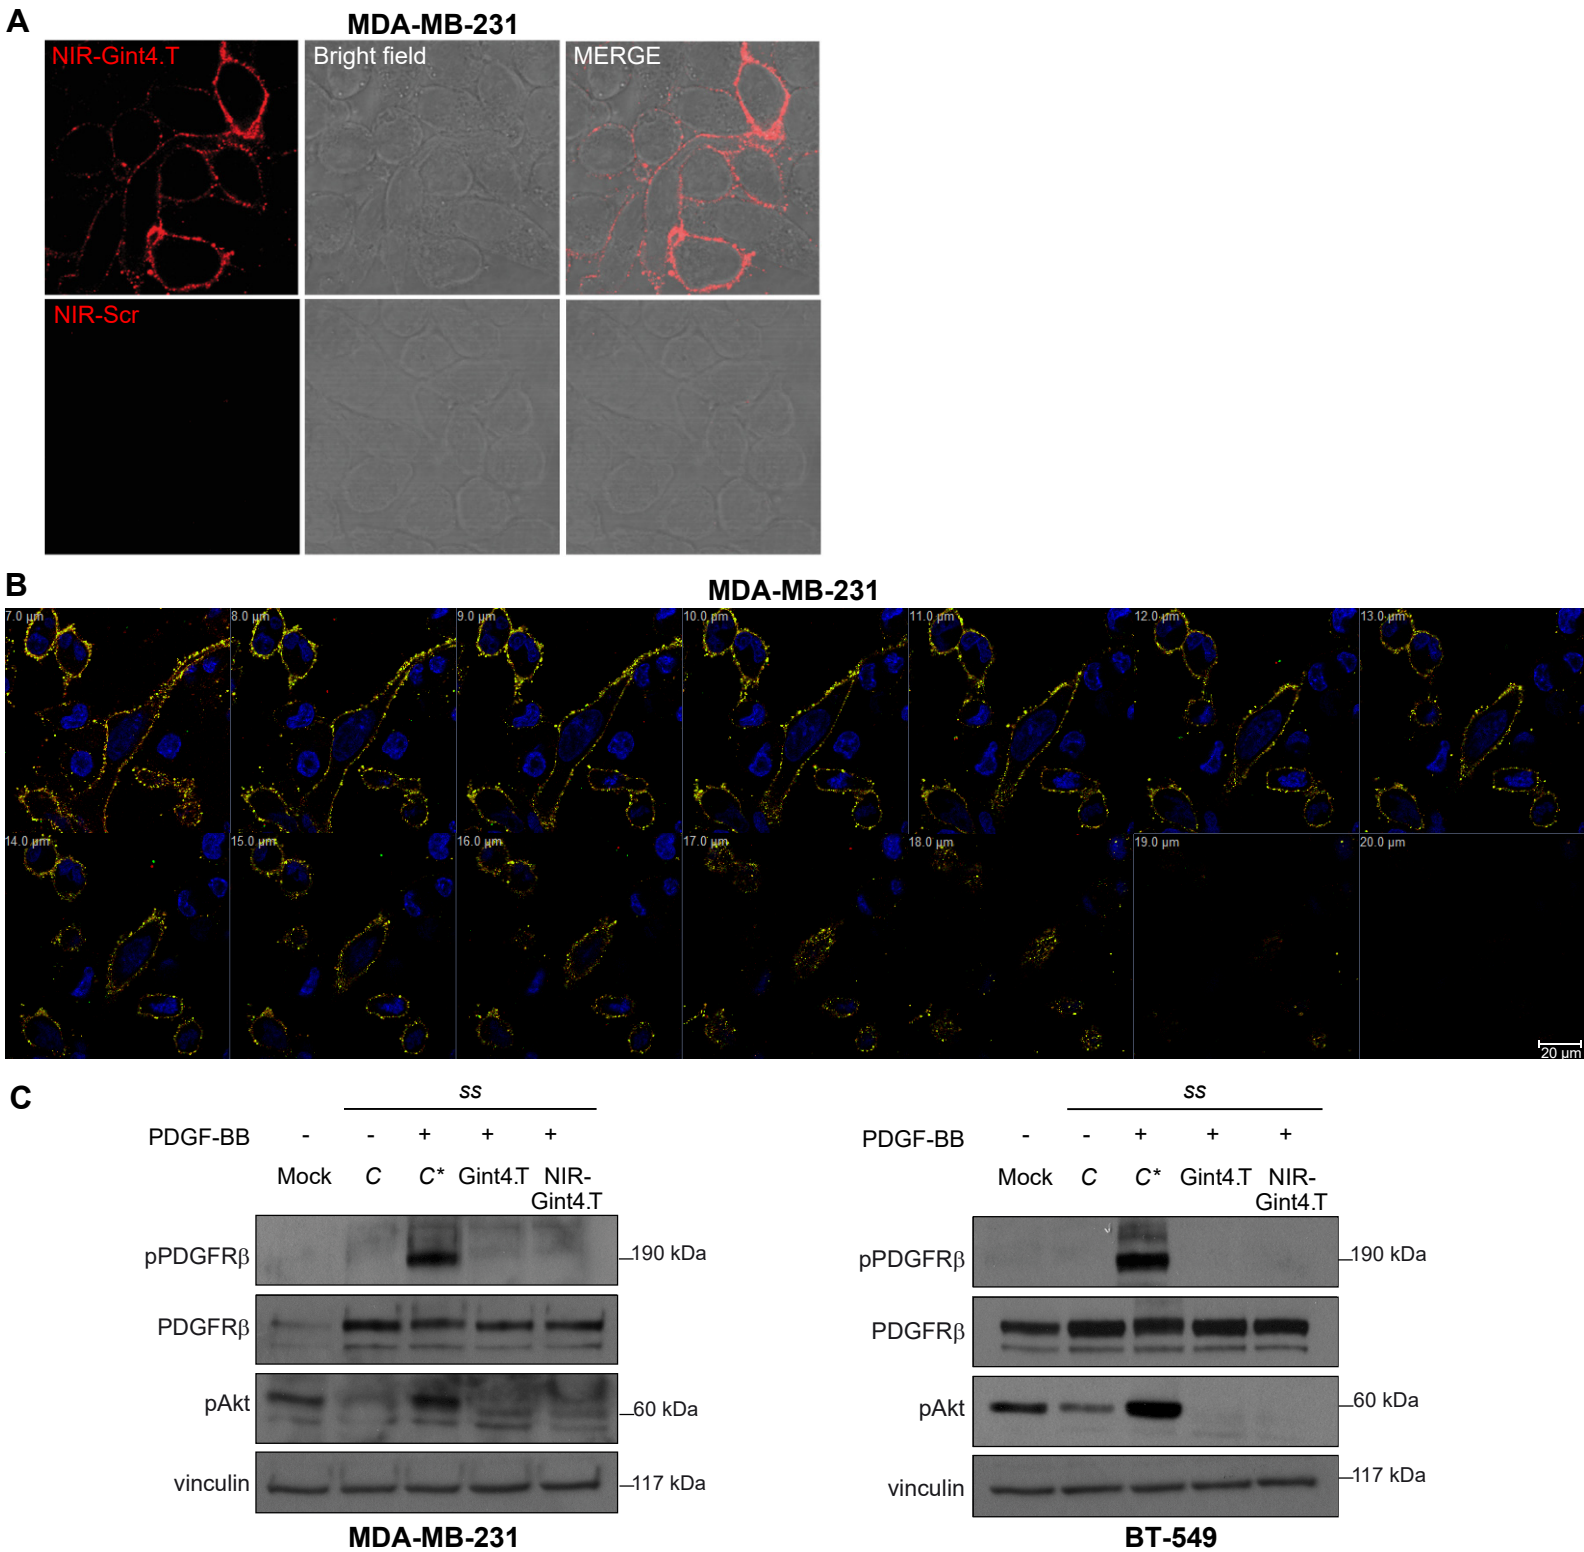 A
MDA-MB-231
NIR-Gint4.T
Bright field
MERGE
NIR-Scr
B
MDA-MB-231
7.0 µm
8.0 µm
9.0 µm
10.0 µm
11.0 µm
12.0 µm
13.0 µm
14.0 µm
15.0 µm
16.0 µm
17.0 µm
18.0 µm
19.0 µm
20.0 µm
20 µm
C
ss
PDGF-BB - - + + +
Mock C C* Gint4.T NIR-
Gint4.T
pPDGFRβ 190 kDa
PDGFRβ
pAkt 60 kDa
vinculin 117 kDa
MDA-MB-231
ss
PDGF-BB - - + + +
Mock C C* Gint4.T NIR-
Gint4.T
pPDGFRβ 190 kDa
PDGFRβ
pAkt 60 kDa
vinculin 117 kDa
BT-549